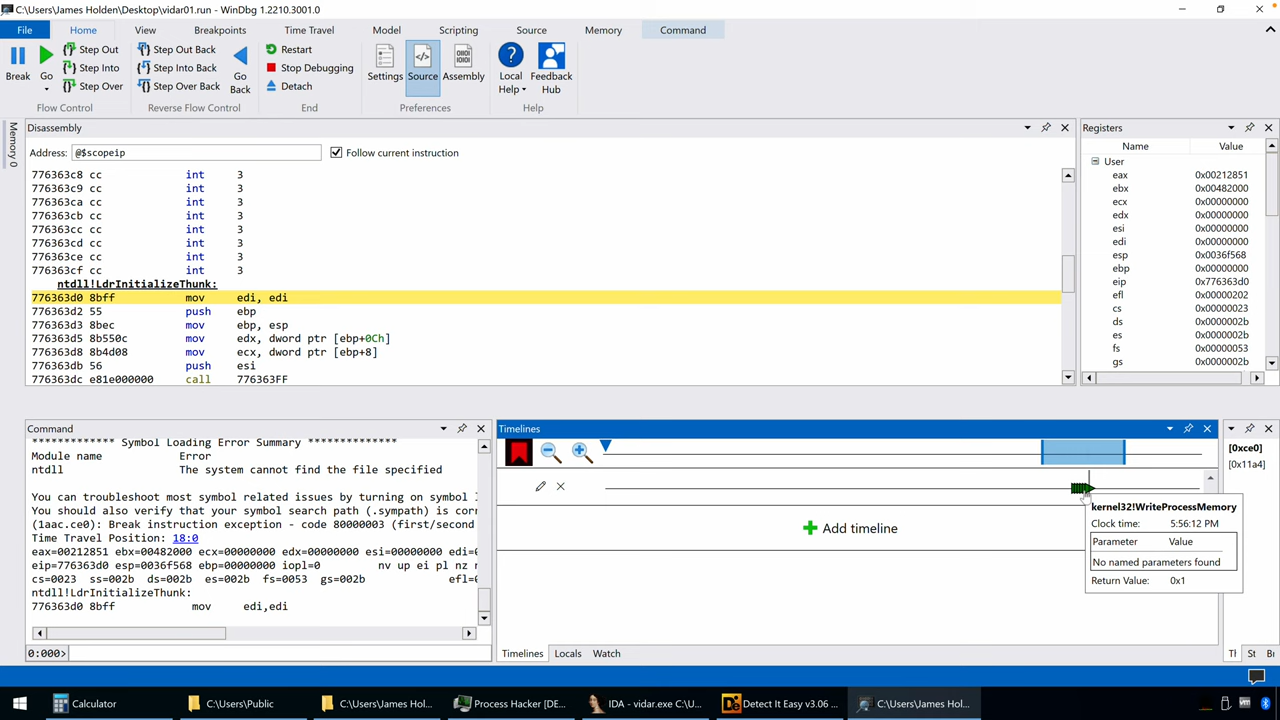 C:\Users\James Holden\Desktop\vidar01.run - WinDbg 1.2210.3001.0
File Home View Breakpoints Time Travel Model Scripting Source Memory Command
Break
Go
Step Out
Step Into
Step Over
Flow Control
Step Out Back
Step Into Back
Step Over Back
Go Back
Reverse Flow Control
Restart
Stop Debugging
Detach
End
Settings Source Assembly
Preferences
Local Help
Feedback Hub
Help
Memory 0
Disassembly
Address: @$scopeip
Follow current instruction
776363c8 cc int 3
776363c9 cc int 3
776363ca cc int 3
776363cb cc int 3
776363cc cc int 3
776363cd cc int 3
776363ce cc int 3
776363cf cc int 3
ntdll!LdrInitializeThunk:
776363d0 8bff mov edi, edi
776363d2 55 push ebp
776363d3 8bec mov ebp, esp
776363d5 8b550c mov edx, dword ptr [ebp+0Ch]
776363d8 8b4d08 mov ecx, dword ptr [ebp+8]
776363db 56 push esi
776363dc e81e000000 call 776363FF
Registers
Name Value
User
eax 0x00212851
ebx 0x00482000
ecx 0x00000000
edx 0x00000000
esi 0x00000000
edi 0x00000000
esp 0x0036f568
ebp 0x00000000
eip 0x776363d0
efl 0x00000202
cs 0x00000023
ds 0x0000002b
es 0x0000002b
fs 0x00000053
gs 0x0000002b
Command
************* Symbol Loading Error Summary **************
Module name Error
ntdll The system cannot find the file specified
You can troubleshoot most symbol related issues by turning on symbol l
You should also verify that your symbol search path (.sympath) is corr
(1aac.ce0): Break instruction exception - code 80000003 (first/second
Time Travel Position: 18:0
eax=00212851 ebx=00482000 ecx=00000000 edx=00000000 esi=00000000 edi=0
eip=776363d0 esp=0036f568 ebp=00000000 iopl=0 nv up ei pl nz n
cs=0023 ss=002b ds=002b es=002b fs=0053 gs=002b efl=0
ntdll!LdrInitializeThunk:
776363d0 8bff mov edi,edi
0:000>
Timelines
Add timeline
kernel32!WriteProcessMemory
Clock time: 5:56:12 PM
Parameter Value
No named parameters found
Return Value: 0x1
Timelines Locals Watch
[0xce0]
[0x11a4]
Tl St Br
Calculator
C:\Users\Public
C:\Users\James Hol...
Process Hacker [DE...
IDA - vidar.exe C:\U...
Detect It Easy v3.06 ...
C:\Users\James Hol...